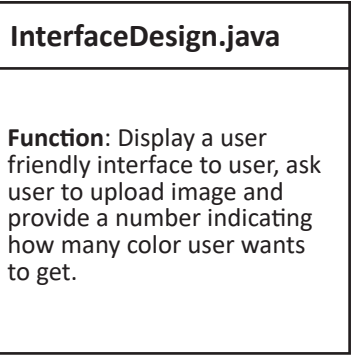 InterfaceDesign.java
Function: Display a user
friendly interface to user, ask
user to upload image and
provide a number indicating
how many color user wants
to get.